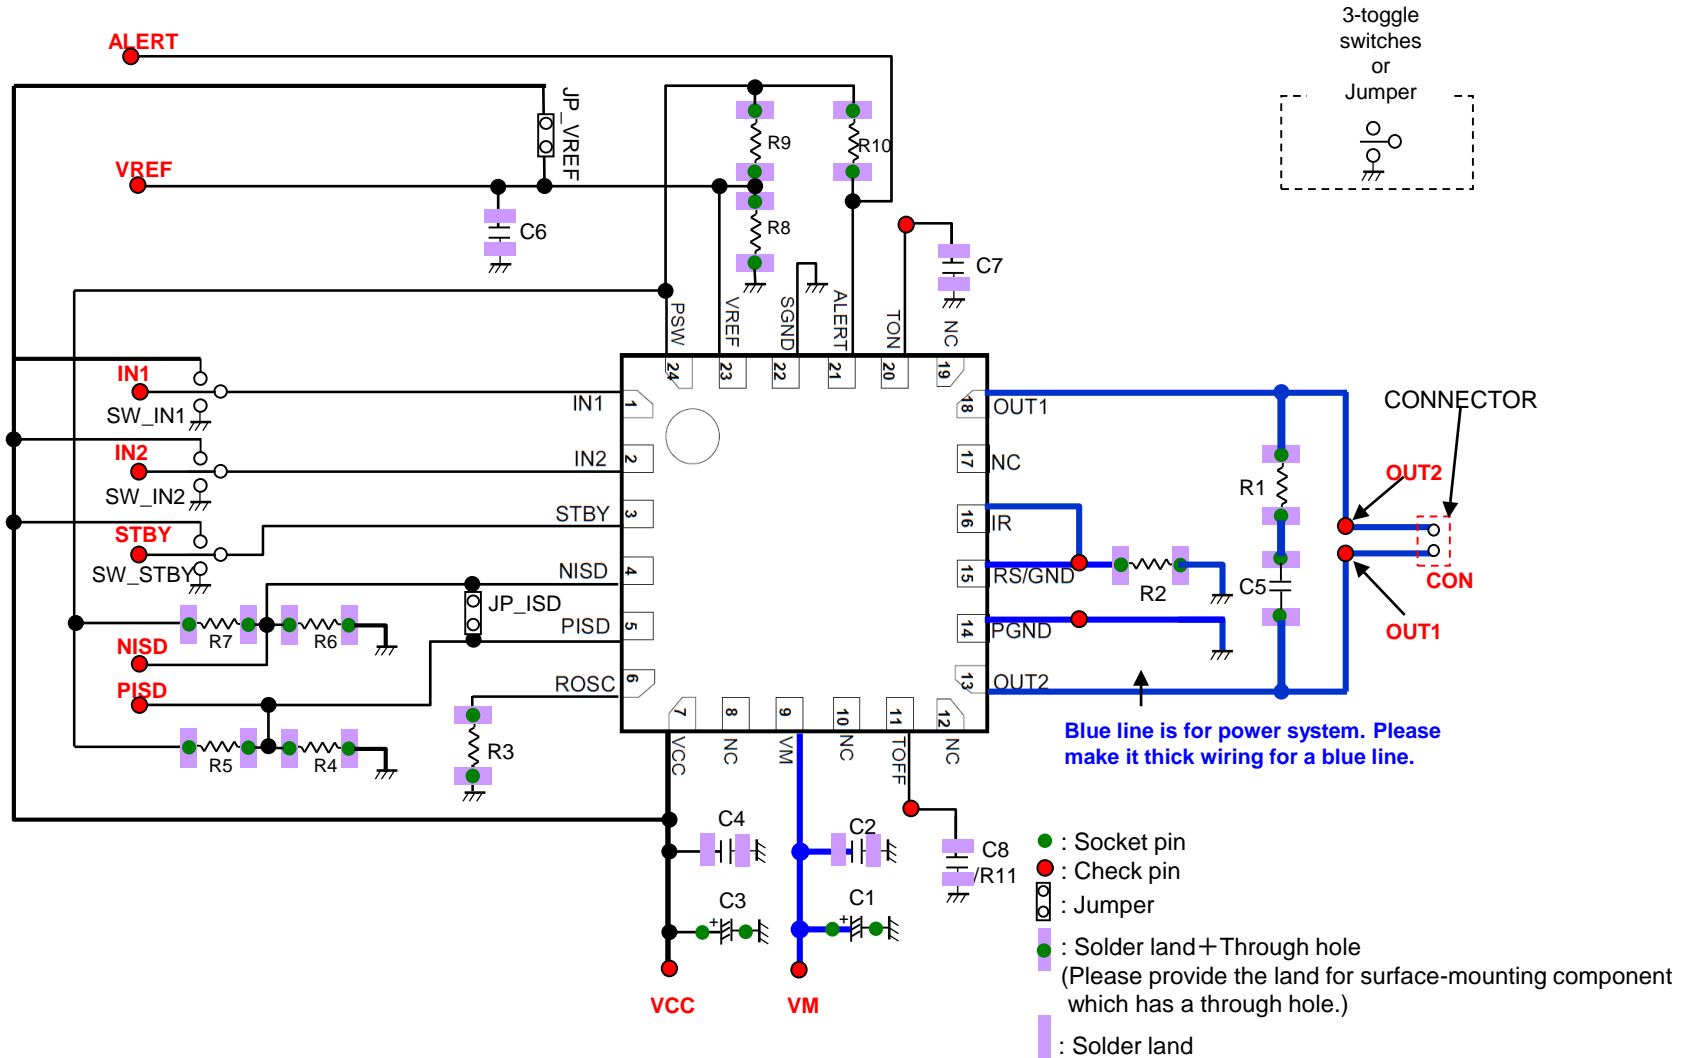 3-toggle
switches
or
Jumper
ALERT
JP_VREF
R9
R10
VREF
C6
R8
C7
PSW
VREF
SGND
ALERT
TON
NC
24
23
22
21
20
19
IN1
SW_IN1
IN1
1
18
OUT1
CONNECTOR
IN2
SW_IN2
IN2
2
17
NC
R1
OUT2
STBY
SW_STBY
STBY
3
16
IR
NISD
4
15
RS/GND
R2
C5
CON
JP_ISD
R7
R6
PISD
5
14
PGND
OUT1
NISD
PISD
ROSC
6
13
OUT2
R5
R4
R3
7
8
9
10
11
12
VCC
NC
VM
NC
TOFF
NC
Blue line is for power system. Please
make it thick wiring for a blue line.
C4
C2
C8
/R11
C3
+
C1
+
VCC
VM
: Socket pin
: Check pin
: Jumper
: Solder land＋Through hole
(Please provide the land for surface-mounting component
which has a through hole.)
: Solder land